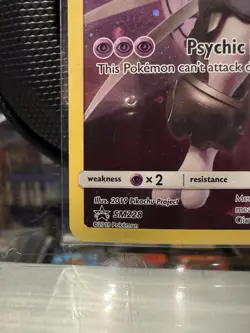 Psychic
This Pokémon can't attack d
weakness ×2 resistance
Illus. 2019 Pikachu Project
SM228
©2019 Pokémon